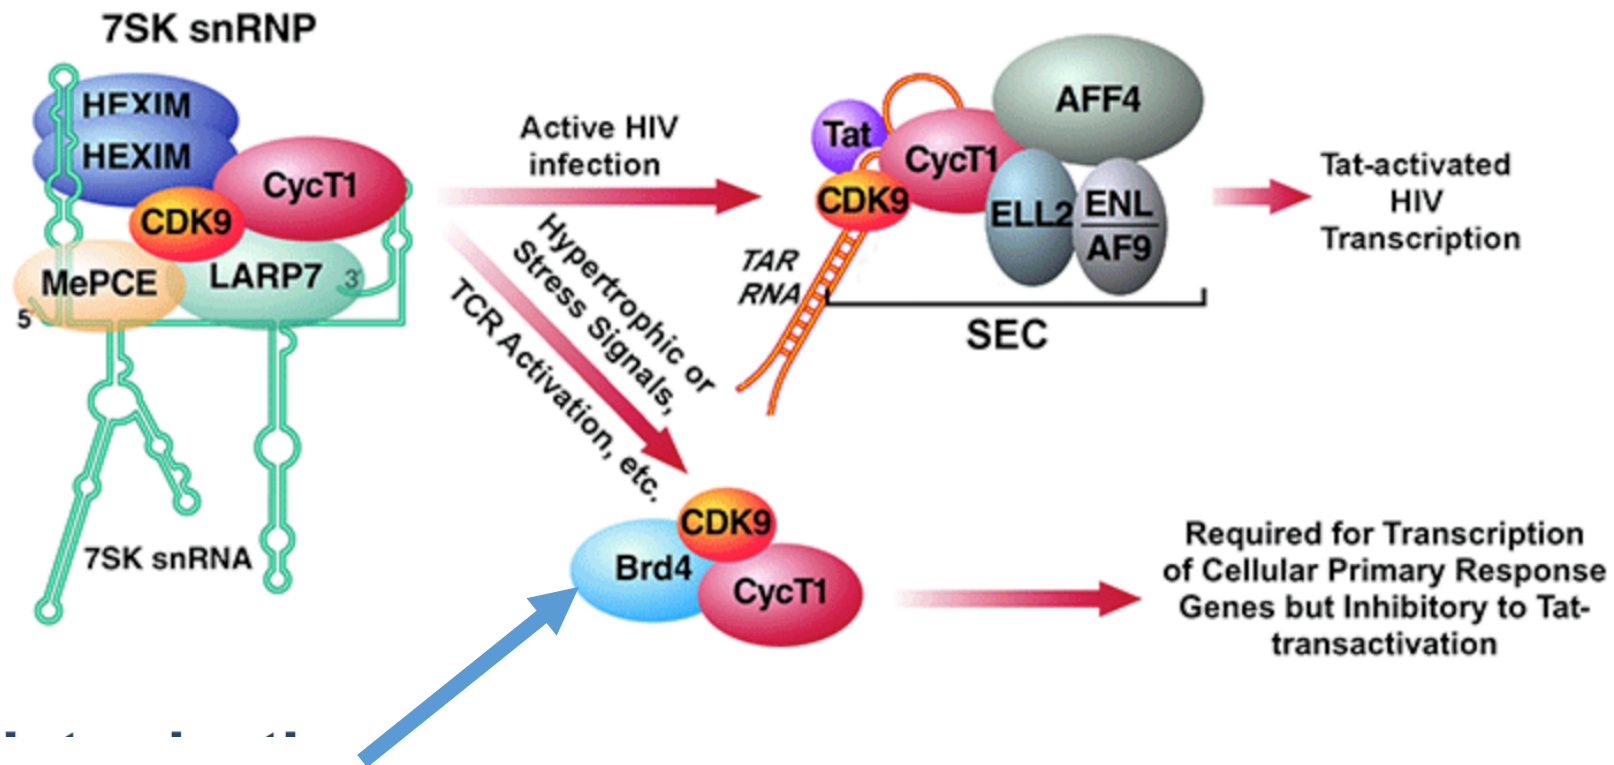 7SK snRNP
HEXIM
HEXIM
CycT1
CDK9
MePCE
LARP7
3'
5'
7SK snRNA
Active HIV
infection
Hypertrophic or
Stress Signals,
TCR Activation, etc.
Tat
CycT1
CDK9
AFF4
ELL2
ENL
AF9
TAR
RNA
SEC
Tat-activated
HIV
Transcription
CDK9
Brd4
CycT1
Required for Transcription
of Cellular Primary Response
Genes but Inhibitory to Tat-
transactivation